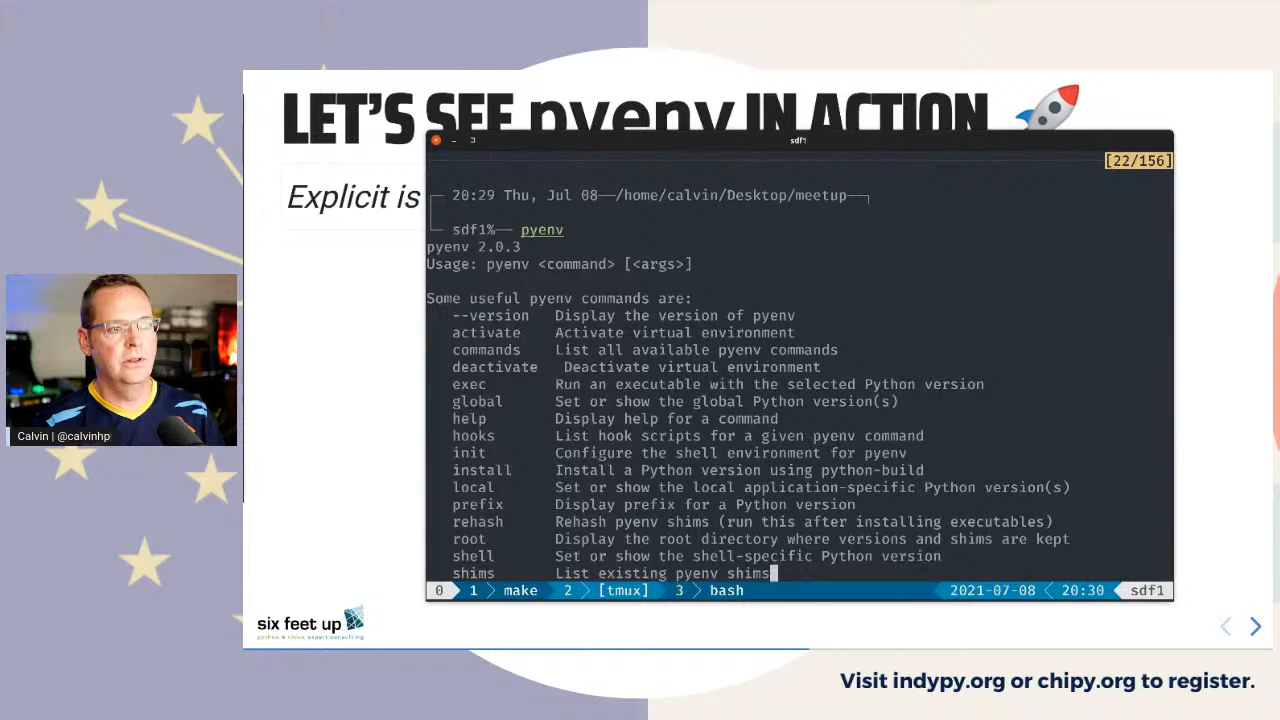 LET'S SEE pyenv IN ACTION
Explicit is
sdf1
[22/156]
20:29 Thu, Jul 08—/home/calvin/Desktop/meetup
sdf1%— pyenv
pyenv 2.0.3
Usage: pyenv <command> [<args>]
Some useful pyenv commands are:
--version Display the version of pyenv
activate Activate virtual environment
commands List all available pyenv commands
deactivate Deactivate virtual environment
exec Run an executable with the selected Python version
global Set or show the global Python version(s)
help Display help for a command
hooks List hook scripts for a given pyenv command
init Configure the shell environment for pyenv
install Install a Python version using python-build
local Set or show the local application-specific Python version(s)
prefix Display prefix for a Python version
rehash Rehash pyenv shims (run this after installing executables)
root Display the root directory where versions and shims are kept
shell Set or show the shell-specific Python version
shims List existing pyenv shims
0 1 make 2 [tmux] 3 bash 2021-07-08 20:30 sdf1
Calvin | @calvinhp
six feet up
python & cloud expert consulting
Visit indypy.org or chipy.org to register.